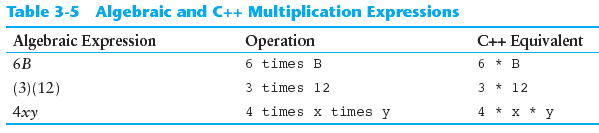 Table 3-5 Algebraic and C++ Multiplication Expressions
Algebraic Expression Operation C++ Equivalent
6B 6 times B 6 * B
(3)(12) 3 times 12 3 * 12
4xy 4 times x times y 4 * x * y